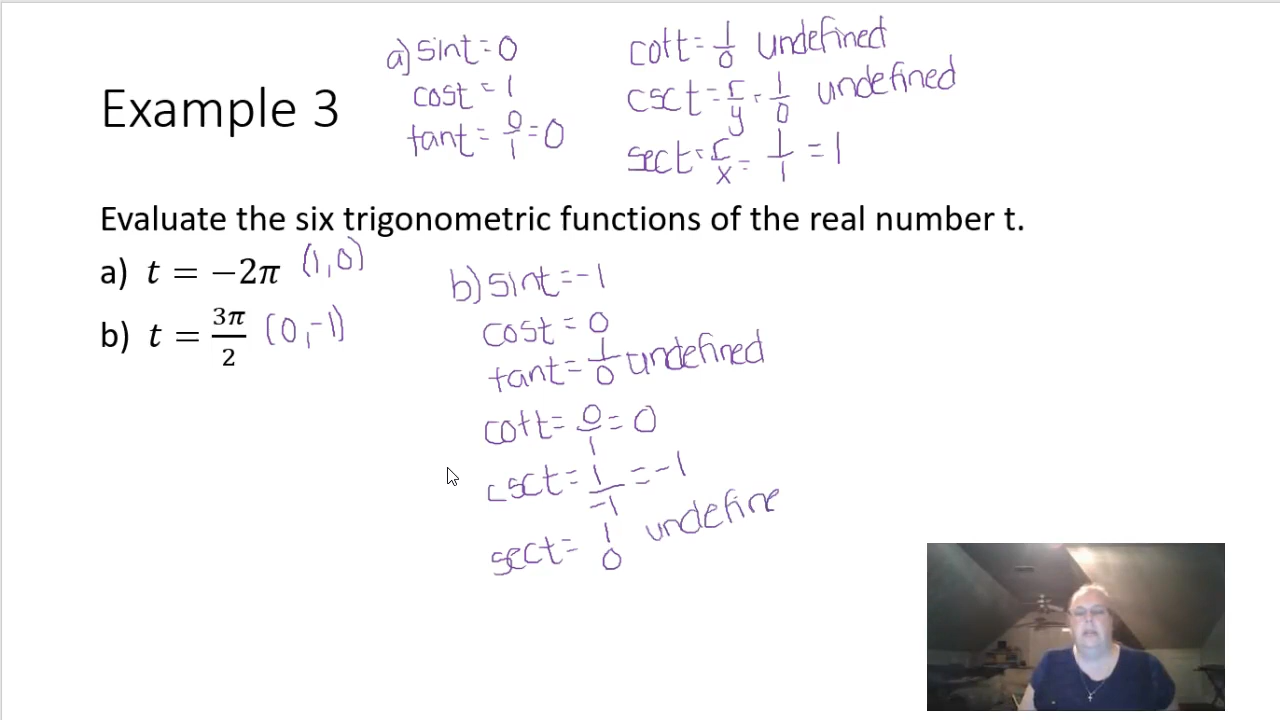 a) sint = 0
cost = 1
tant = 0/1 = 0
cott = 1/0 undefined
csct = r/y = 1/0 undefined
sect = r/x = 1/1 = 1
Example 3
Evaluate the six trigonometric functions of the real number t.
a) t = −2π (1,0)
b) t = 3π/2 (0,-1)
b) sint = -1
cost = 0
tant = 1/0 undefined
cott = 0/1 = 0
csct = 1/-1 = -1
sect = 1/0 undefine